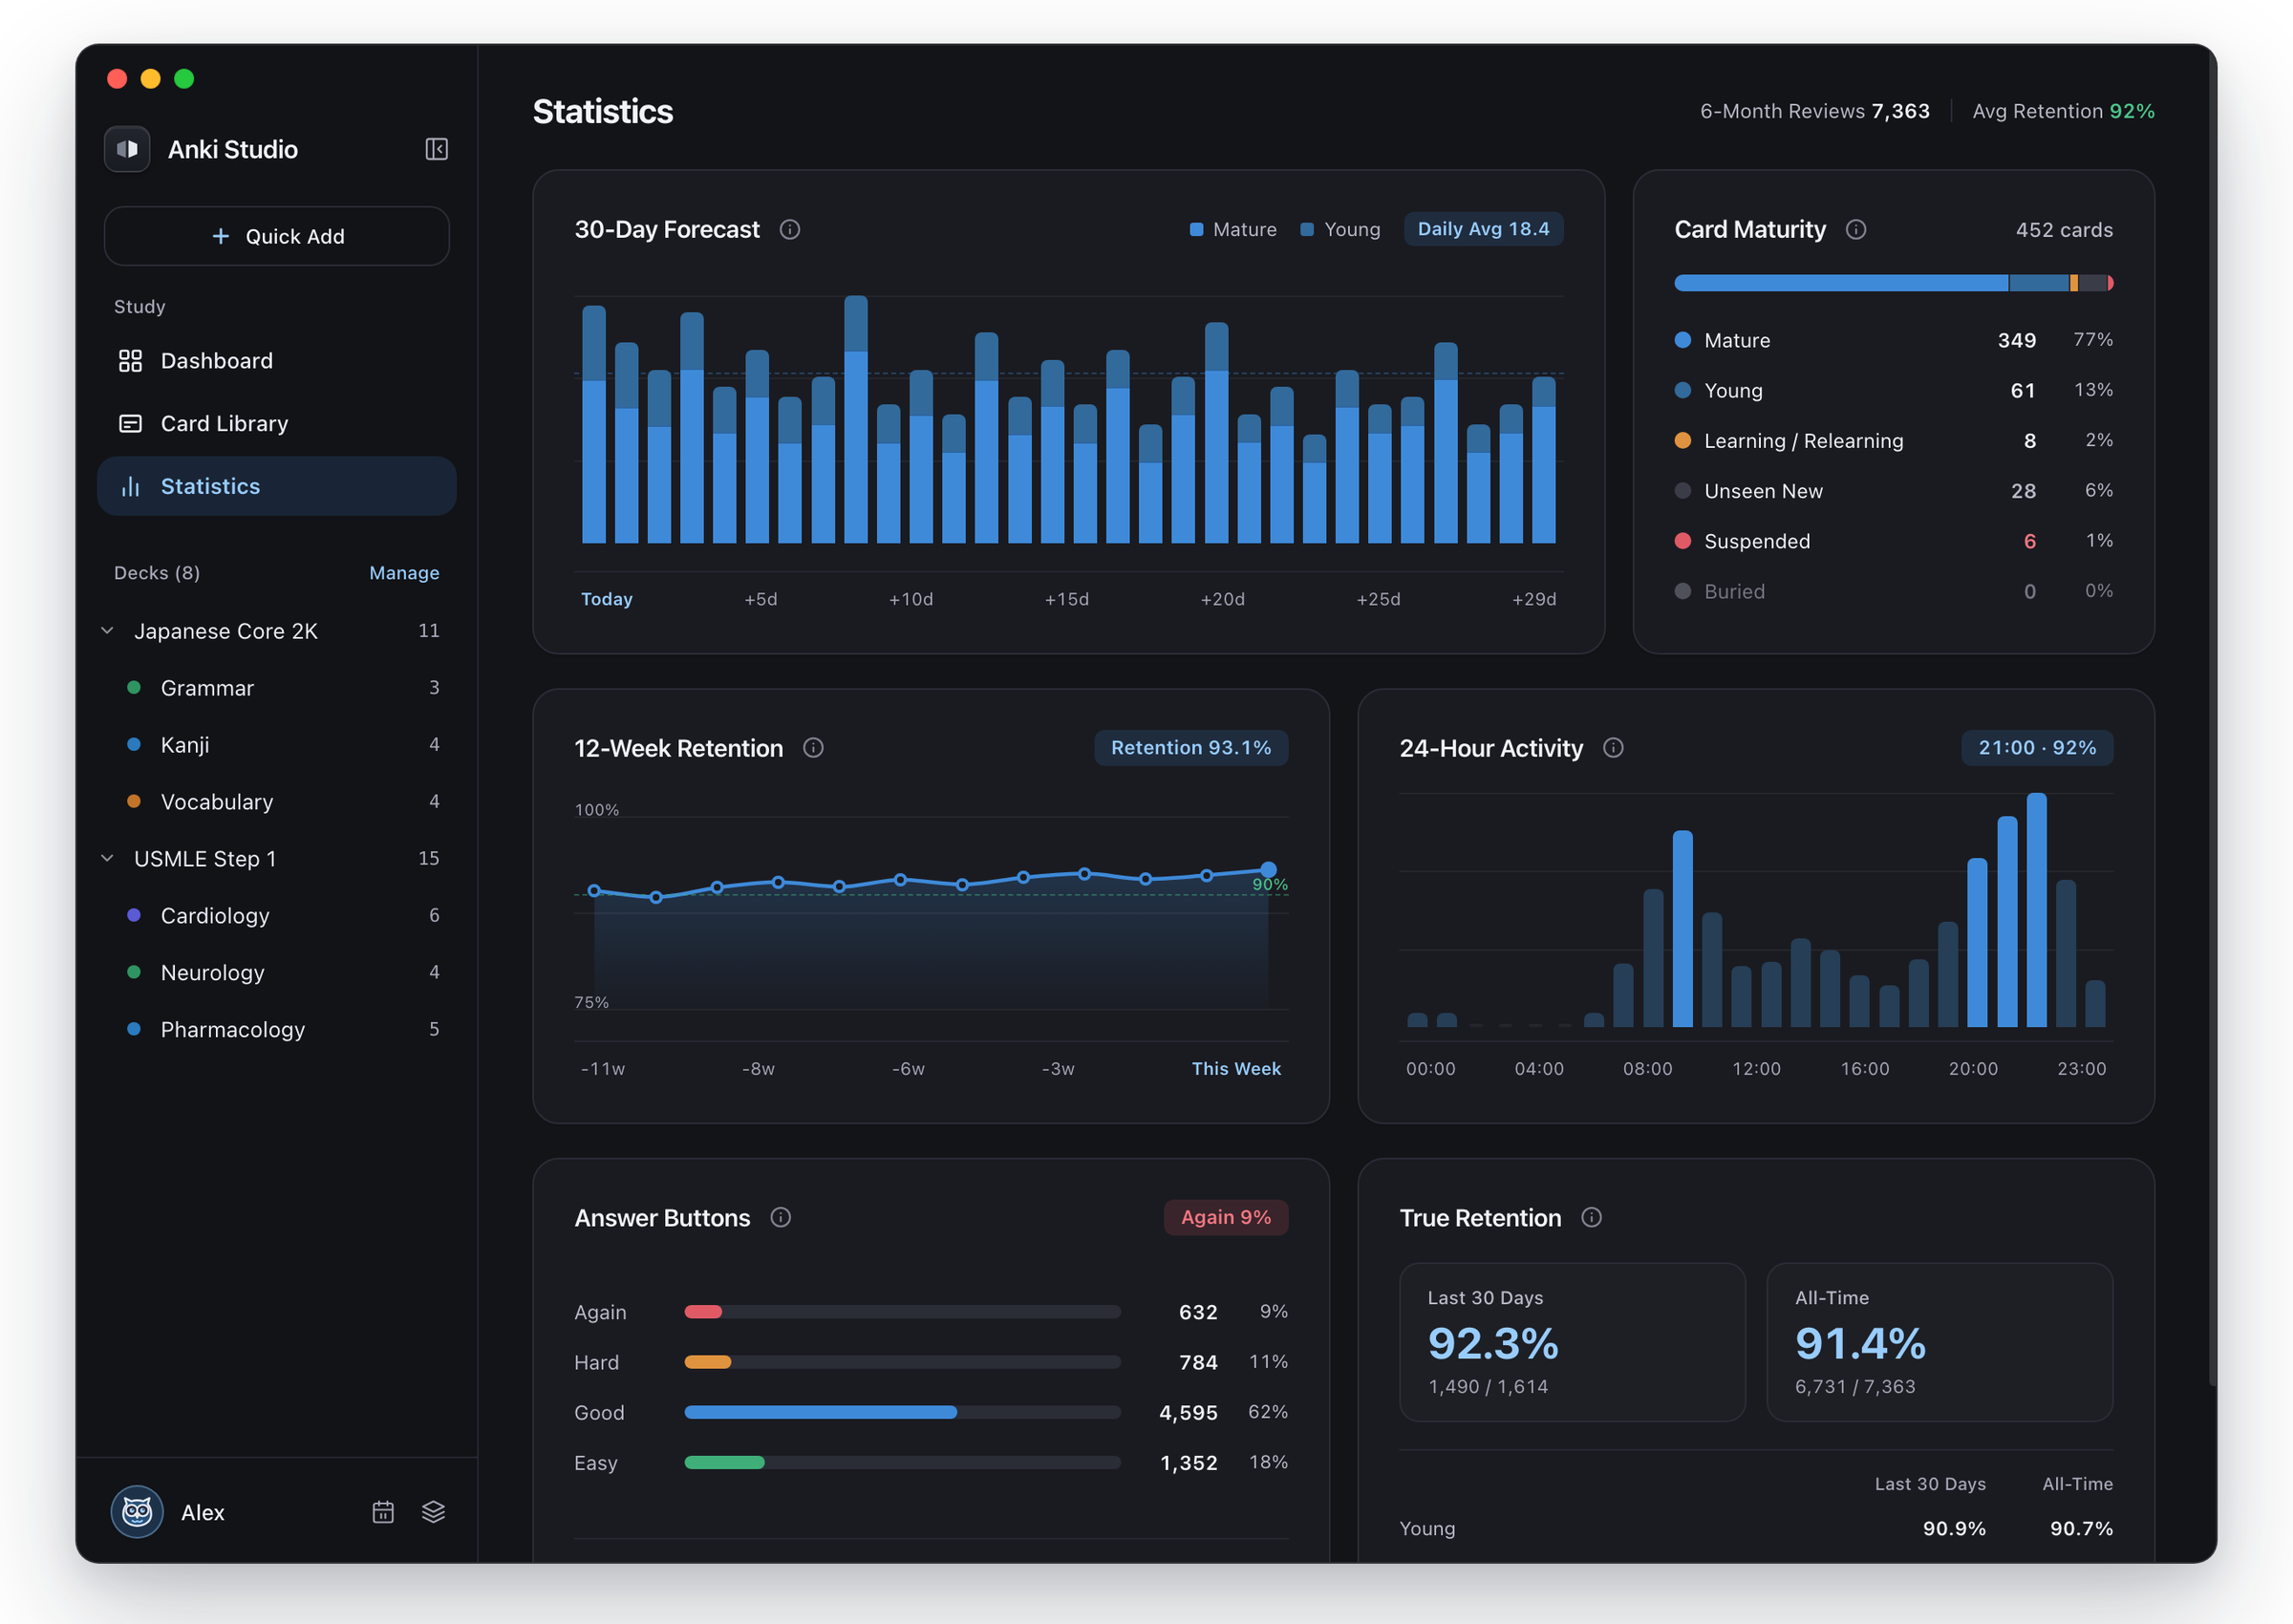 Anki Studio
Quick Add
Study
Dashboard
Card Library
Statistics
Decks (8)
Manage
Japanese Core 2K 11
Grammar 3
Kanji 4
Vocabulary 4
USMLE Step 1 15
Cardiology 6
Neurology 4
Pharmacology 5
Alex
Statistics
6-Month Reviews 7,363
Avg Retention 92%
30-Day Forecast
Mature
Young
Daily Avg 18.4
Today +5d +10d +15d +20d +25d +29d
Card Maturity
452 cards
Mature 349 77%
Young 61 13%
Learning / Relearning 8 2%
Unseen New 28 6%
Suspended 6 1%
Buried 0 0%
12-Week Retention
Retention 93.1%
100%
90%
75%
-11w -8w -6w -3w This Week
24-Hour Activity
21:00 · 92%
00:00 04:00 08:00 12:00 16:00 20:00 23:00
Answer Buttons
Again 9%
Again 632 9%
Hard 784 11%
Good 4,595 62%
Easy 1,352 18%
True Retention
Last 30 Days
92.3%
1,490 / 1,614
All-Time
91.4%
6,731 / 7,363
Last 30 Days All-Time
Young 90.9% 90.7%